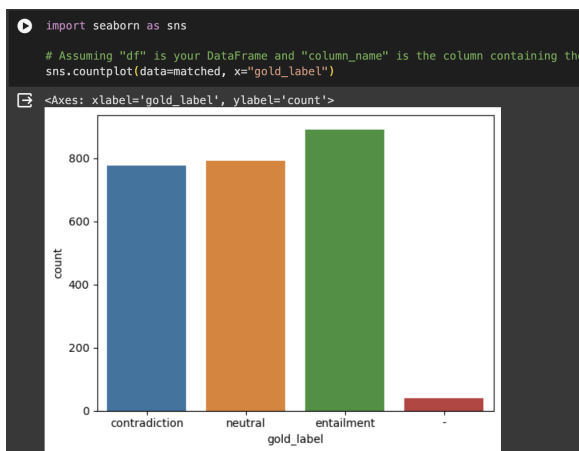 import seaborn as sns
# Assuming "df" is your DataFrame and "column_name" is the column containing
sns.countplot(data=matched, x="gold_label")
<Axes: xlabel='gold_label', ylabel='count'>
800
600
400
200
0
count
contradiction neutral entailment -
gold_label